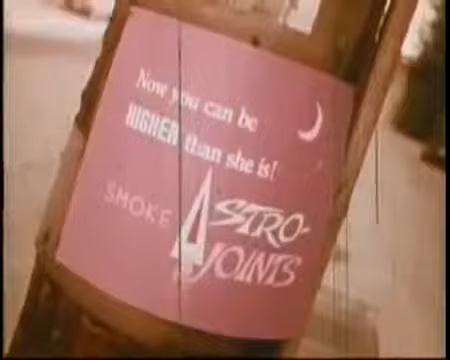 Now you can be
HIGHER than she is!
SMOKE ASTRO-
JOINTS